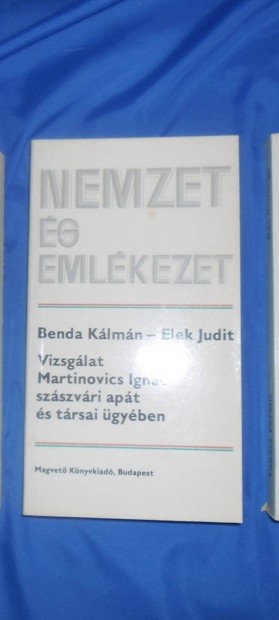 NEMZET
ÉS
EMLÉKEZET
Benda Kálmán – Elek Judit
Vizsgálat
Martinovics Ignác
szászvári apát
és társai ügyében
Magvető Könyvkiadó, Budapest